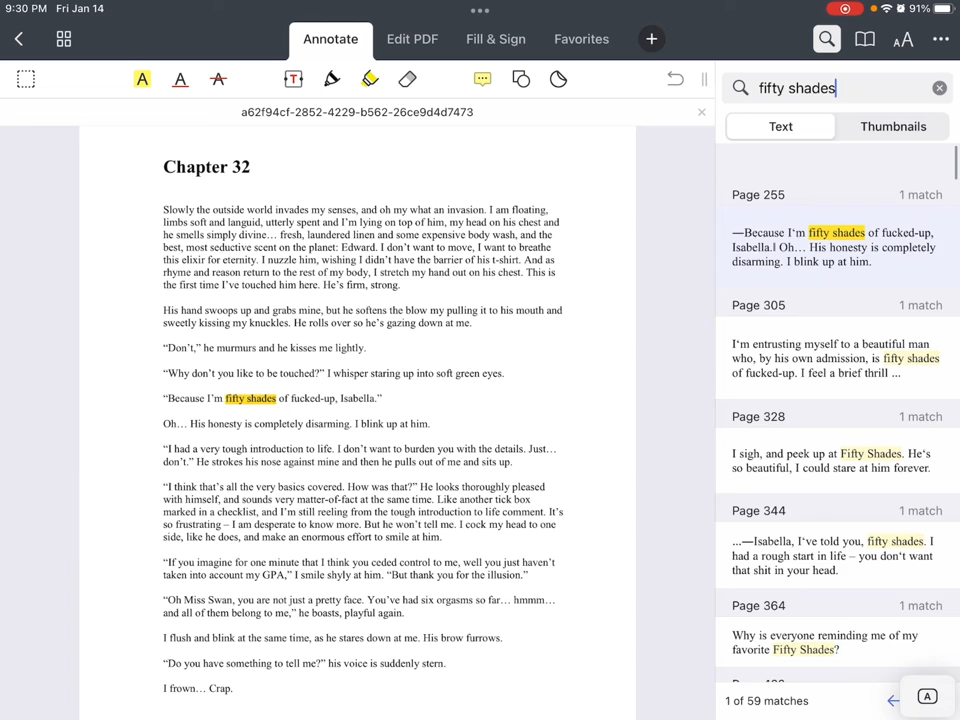 9:30 PM Fri Jan 14
91%
Annotate
Edit PDF
Fill & Sign
Favorites
AA
A
A
A
T
a62f94cf-2852-4229-b562-26ce9d4d7473
Chapter 32
Slowly the outside world invades my senses, and oh my what an invasion. I am floating,
limbs soft and languid, utterly spent and I'm lying on top of him, my head on his chest and
he smells simply divine… fresh, laundered linen and some expensive body wash, and the
best, most seductive scent on the planet: Edward. I don't want to move, I want to breathe
this elixir for eternity. I nuzzle him, wishing I didn't have the barrier of his t-shirt. And as
rhyme and reason return to the rest of my body, I stretch my hand out on his chest. This is
the first time I've touched him here. He's firm, strong.
His hand swoops up and grabs mine, but he softens the blow my pulling it to his mouth and
sweetly kissing my knuckles. He rolls over so he's gazing down at me.
“Don't,” he murmurs and he kisses me lightly.
“Why don't you like to be touched?” I whisper staring up into soft green eyes.
“Because I'm fifty shades of fucked-up, Isabella.”
Oh… His honesty is completely disarming. I blink up at him.
“I had a very tough introduction to life. I don't want to burden you with the details. Just…
don't.” He strokes his nose against mine and then he pulls out of me and sits up.
“I think that's all the very basics covered. How was that?” He looks thoroughly pleased
with himself, and sounds very matter-of-fact at the same time. Like another tick box
marked in a checklist, and I'm still reeling from the tough introduction to life comment. It's
so frustrating – I am desperate to know more. But he won't tell me. I cock my head to one
side, like he does, and make an enormous effort to smile at him.
“If you imagine for one minute that I think you ceded control to me, well you just haven't
taken into account my GPA,” I smile shyly at him. “But thank you for the illusion.”
“Oh Miss Swan, you are not just a pretty face. You've had six orgasms so far… hmmm…
and all of them belong to me,” he boasts, playful again.
I flush and blink at the same time, as he stares down at me. His brow furrows.
“Do you have something to tell me?” his voice is suddenly stern.
I frown… Crap.
fifty shades
Text
Thumbnails
Page 255 1 match
—Because I'm fifty shades of fucked-up,
Isabella.‖ Oh… His honesty is completely
disarming. I blink up at him.
Page 305 1 match
I'm entrusting myself to a beautiful man
who, by his own admission, is fifty shades
of fucked-up. I feel a brief thrill ...
Page 328 1 match
I sigh, and peek up at Fifty Shades. He's
so beautiful, I could stare at him forever.
Page 344 1 match
...—Isabella, I've told you, fifty shades. I
had a rough start in life – you don't want
that shit in your head.
Page 364 1 match
Why is everyone reminding me of my
favorite Fifty Shades?
1 of 59 matches
A